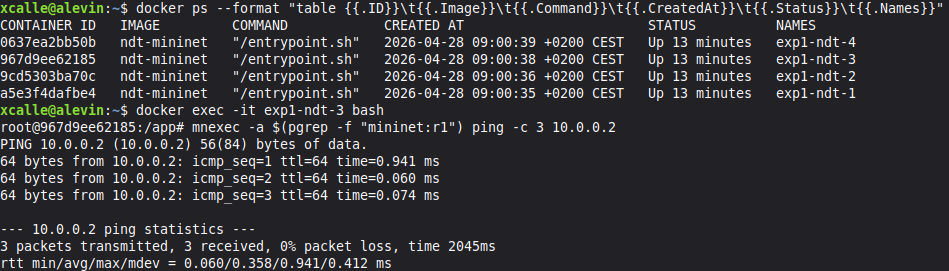 xcalle@alevin:~$ docker ps --format "table {{.ID}}\t{{.Image}}\t{{.Command}}\t{{.CreatedAt}}\t{{.Status}}\t{{.Names}}"
CONTAINER ID   IMAGE         COMMAND            CREATED AT                       STATUS          NAMES
0637ea2bb50b   ndt-mininet   "/entrypoint.sh"   2026-04-28 09:00:39 +0200 CEST   Up 13 minutes   exp1-ndt-4
967d9ee62185   ndt-mininet   "/entrypoint.sh"   2026-04-28 09:00:38 +0200 CEST   Up 13 minutes   exp1-ndt-3
9cd5303ba70c   ndt-mininet   "/entrypoint.sh"   2026-04-28 09:00:36 +0200 CEST   Up 13 minutes   exp1-ndt-2
a5e3f4dafbe4   ndt-mininet   "/entrypoint.sh"   2026-04-28 09:00:35 +0200 CEST   Up 13 minutes   exp1-ndt-1
xcalle@alevin:~$ docker exec -it exp1-ndt-3 bash
root@967d9ee62185:/app# mnexec -a $(pgrep -f "mininet:r1") ping -c 3 10.0.0.2
PING 10.0.0.2 (10.0.0.2) 56(84) bytes of data.
64 bytes from 10.0.0.2: icmp_seq=1 ttl=64 time=0.941 ms
64 bytes from 10.0.0.2: icmp_seq=2 ttl=64 time=0.060 ms
64 bytes from 10.0.0.2: icmp_seq=3 ttl=64 time=0.074 ms

--- 10.0.0.2 ping statistics ---
3 packets transmitted, 3 received, 0% packet loss, time 2045ms
rtt min/avg/max/mdev = 0.060/0.358/0.941/0.412 ms